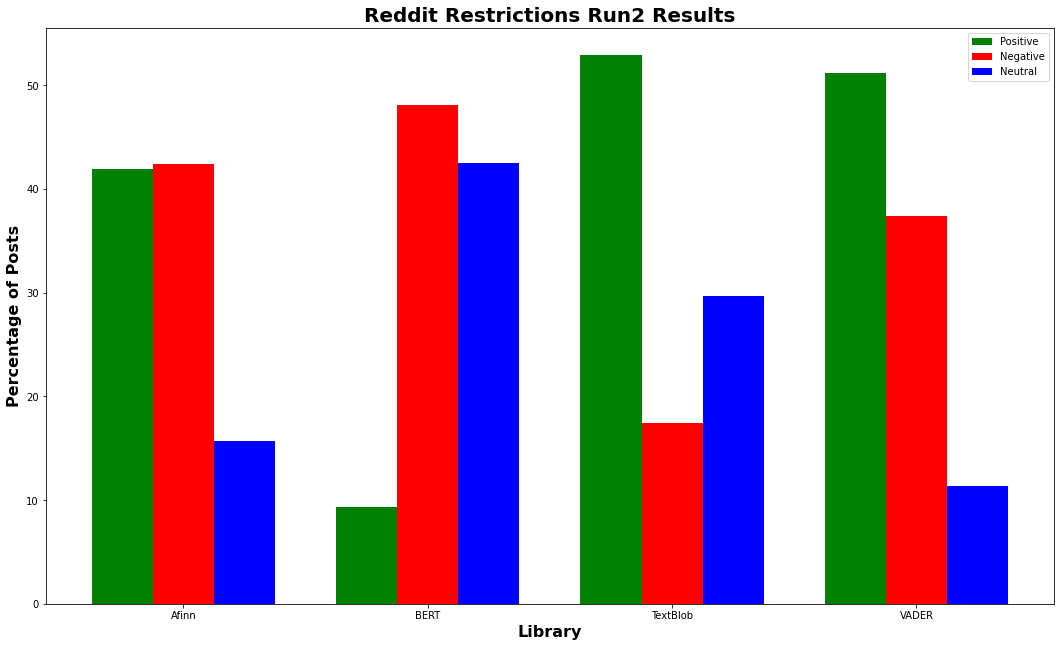 Reddit Restrictions Run2 Results
Positive
Negative
Neutral
Percentage of Posts
50
40
30
20
10
0
Afinn BERT TextBlob VADER
Library